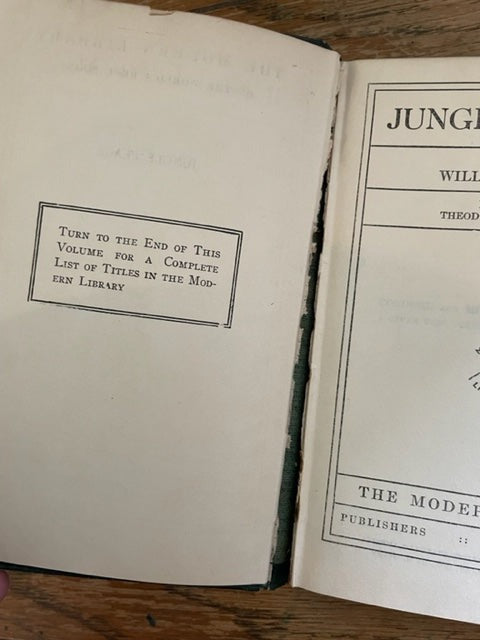 TURN TO THE END OF THIS
VOLUME FOR A COMPLETE
LIST OF TITLES IN THE MOD-
ERN LIBRARY
JUNGL
WILL
THEOD
THE MODER
PUBLISHERS ::